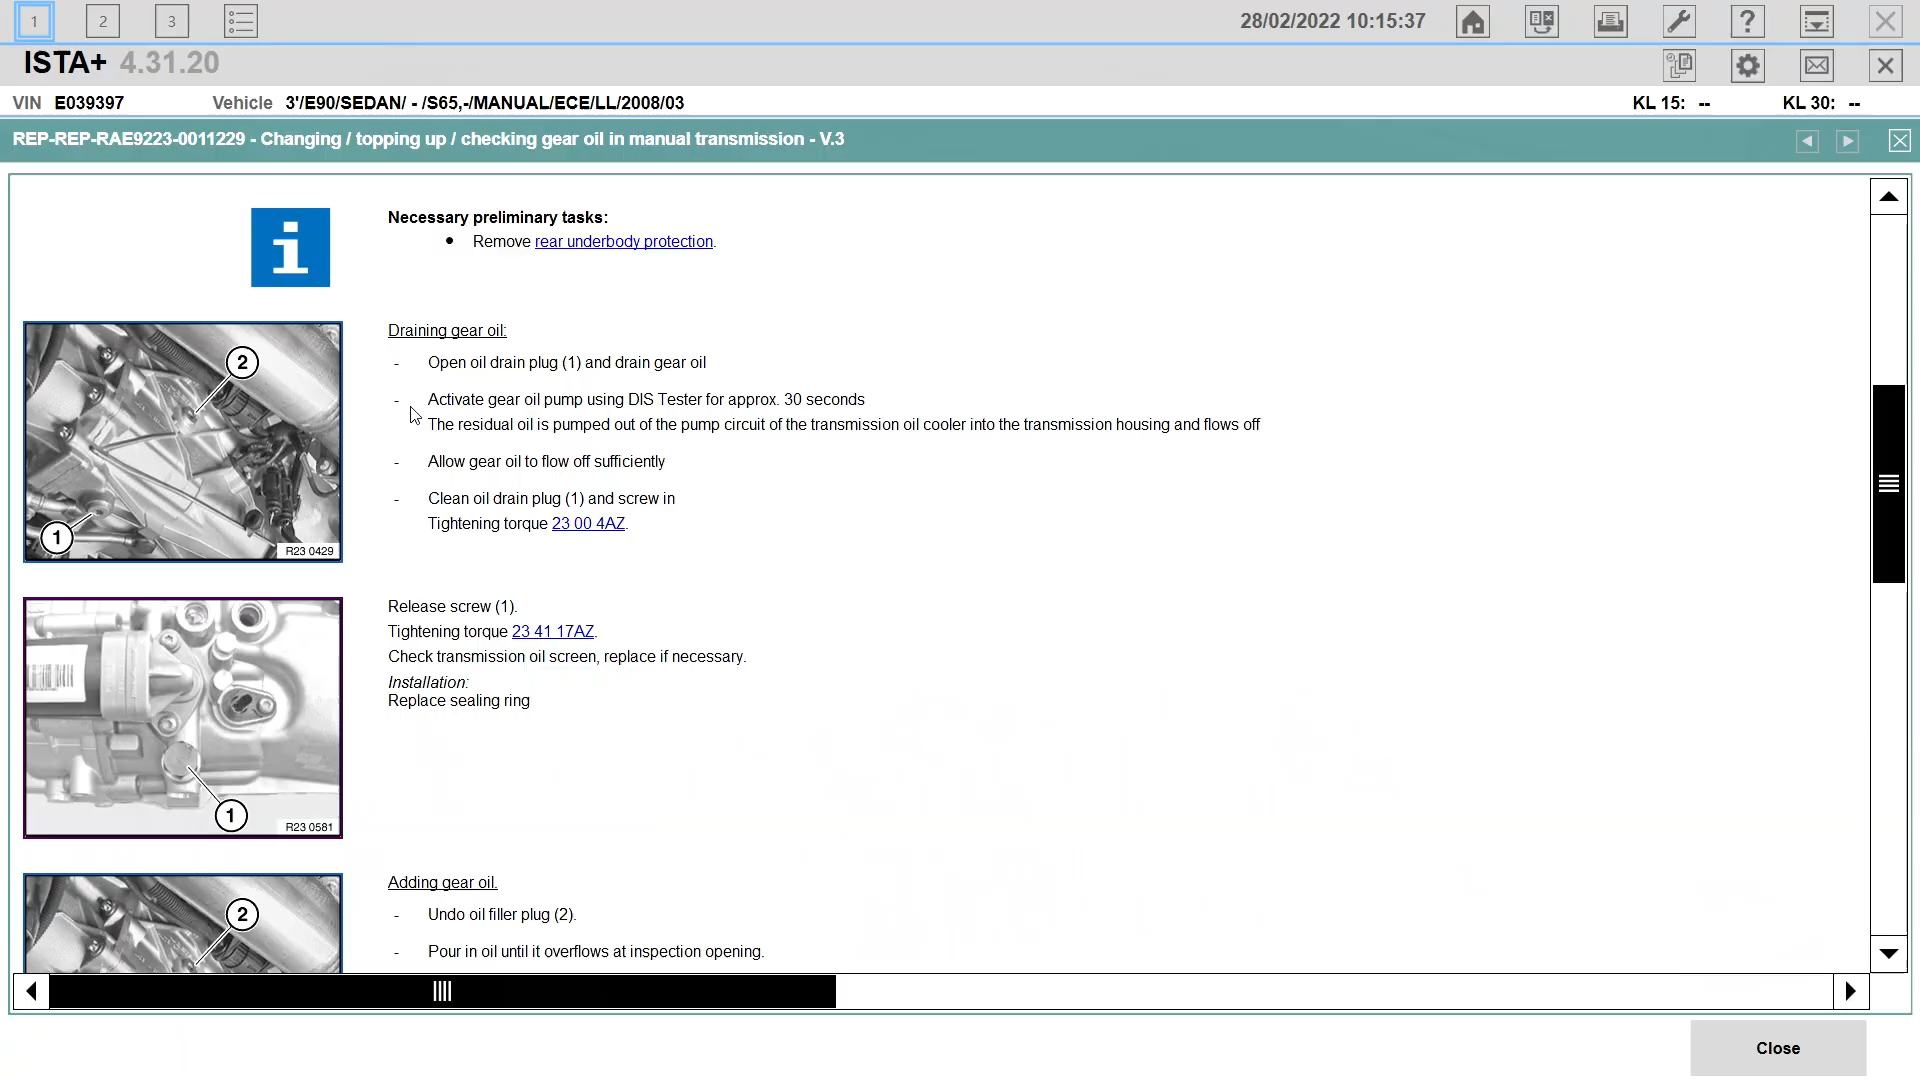 1 2 3 28/02/2022 10:15:37 ?
ISTA+ 4.31.20
VIN E039397 Vehicle 3'/E90/SEDAN/ - /S65,-/MANUAL/ECE/LL/2008/03 KL 15: -- KL 30: --
REP-REP-RAE9223-0011229 - Changing / topping up / checking gear oil in manual transmission - V.3
i
Necessary preliminary tasks:
• Remove rear underbody protection.
2
1
R23 0429
Draining gear oil:
- Open oil drain plug (1) and drain gear oil
- Activate gear oil pump using DIS Tester for approx. 30 seconds
The residual oil is pumped out of the pump circuit of the transmission oil cooler into the transmission housing and flows off
- Allow gear oil to flow off sufficiently
- Clean oil drain plug (1) and screw in
Tightening torque 23 00 4AZ.
1
R23 0581
Release screw (1).
Tightening torque 23 41 17AZ.
Check transmission oil screen, replace if necessary.
Installation:
Replace sealing ring
2
Adding gear oil.
- Undo oil filler plug (2).
- Pour in oil until it overflows at inspection opening.
Close